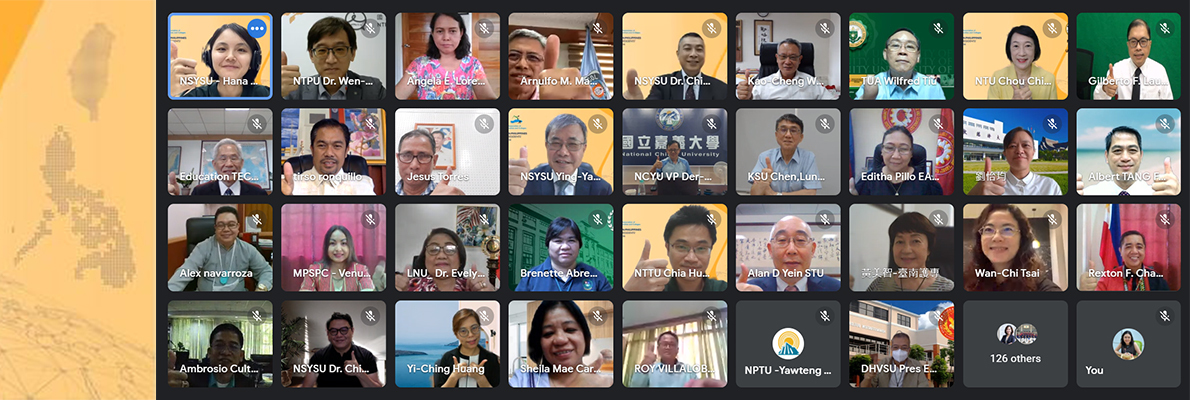 NSYSU - Hana ...
NTPU Dr. Wen-...
Angela E. Lore...
Arnulfo M. Ma...
NSYSU Dr. Chi...
Kao-Cheng W...
TUA Wilfred Tiu
NTU Chou Chi...
Gilberto F. Lau...
國立嘉義大學
National Chiayi University
Education TEC...
tirso ronquillo
Jesus Torres
NSYSU Ying-Ya...
NCYU VP Der-...
KSU Chen,Lun...
Editha Pillo EA...
劉怡均
Albert TANG E...
Alex navarroza
MPSPC - Venu...
LNU_ Dr. Evely...
Brenette Abre...
NTTU Chia Hu...
Alan D Yein STU
黃美智-臺南護專
Wan-Chi Tsai
Rexton F. Cha...
Ambrosio Cult...
NSYSU Dr. Chi...
Yi-Ching Huang
Sheila Mae Car...
ROY VILLALOB...
NPTU -Yawteng ...
DHVSU Pres E...
126 others
You